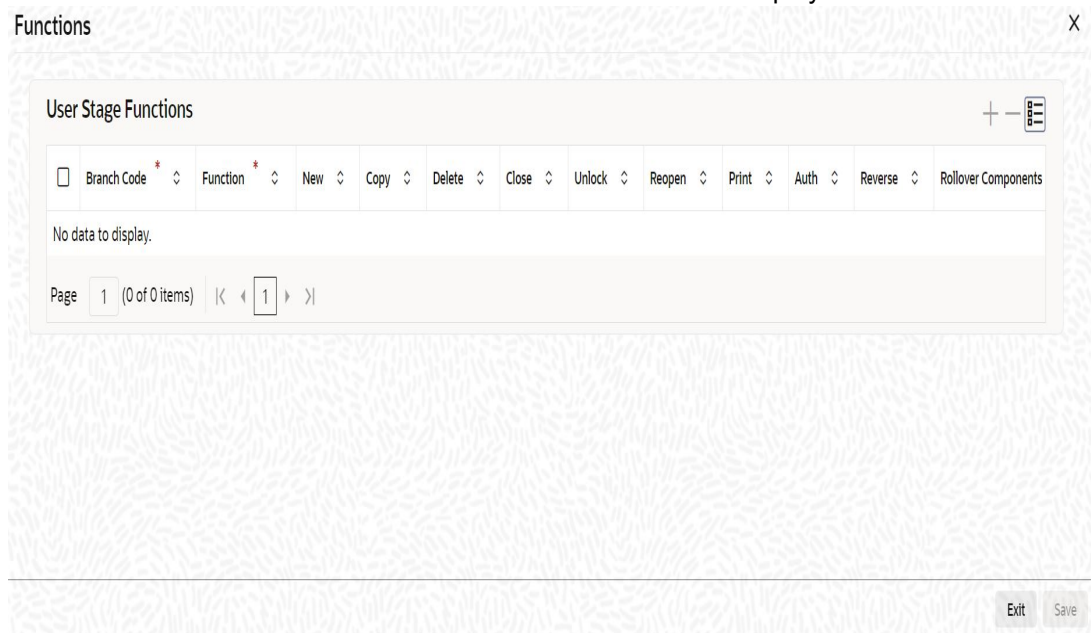 Functions X
User Stage Functions
Branch Code * Function * New Copy Delete Close Unlock Reopen Print Auth Reverse Rollover Components
No data to display.
Page 1 (0 of 0 items) 1
Exit Save